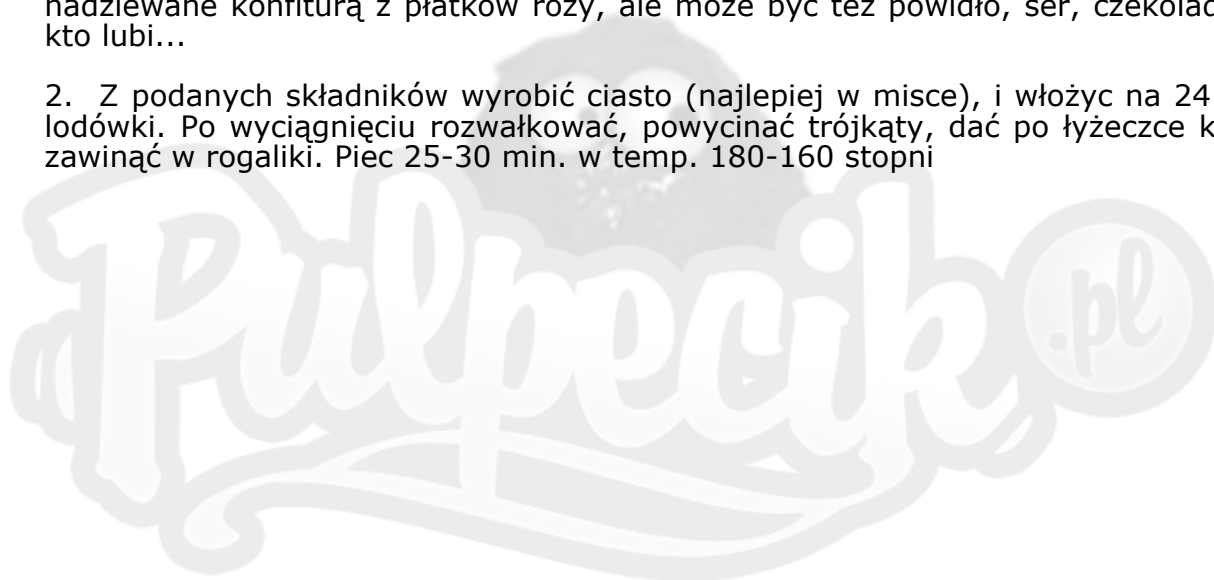 nadziewane konfiturą z płatków róży, ale może być też powidło, ser, czekolad
kto lubi...
2. Z podanych składników wyrobić ciasto (najlepiej w misce), i włożyc na 24
lodówki. Po wyciągnięciu rozwałkować, powycinać trójkąty, dać po łyżeczce k
zawinąć w rogaliki. Piec 25-30 min. w temp. 180-160 stopni
Pulpecik.pl